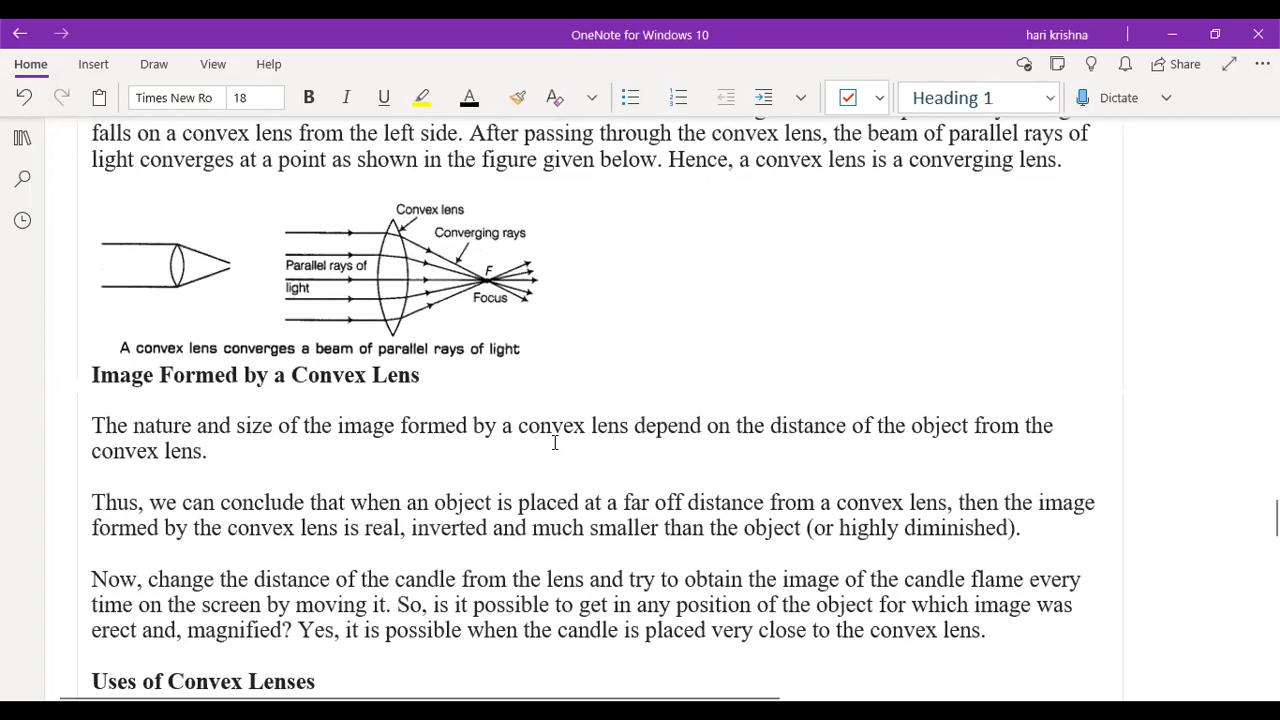 OneNote for Windows 10
hari krishna
Home Insert Draw View Help
Share
Times New Ro 18 B I U A Heading 1 Dictate
falls on a convex lens from the left side. After passing through the convex lens, the beam of parallel rays of
light converges at a point as shown in the figure given below. Hence, a convex lens is a converging lens.
Convex lens
Converging rays
Parallel rays of
light
F
Focus
A convex lens converges a beam of parallel rays of light
Image Formed by a Convex Lens
The nature and size of the image formed by a convex lens depend on the distance of the object from the
convex lens.
Thus, we can conclude that when an object is placed at a far off distance from a convex lens, then the image
formed by the convex lens is real, inverted and much smaller than the object (or highly diminished).
Now, change the distance of the candle from the lens and try to obtain the image of the candle flame every
time on the screen by moving it. So, is it possible to get in any position of the object for which image was
erect and, magnified? Yes, it is possible when the candle is placed very close to the convex lens.
Uses of Convex Lenses